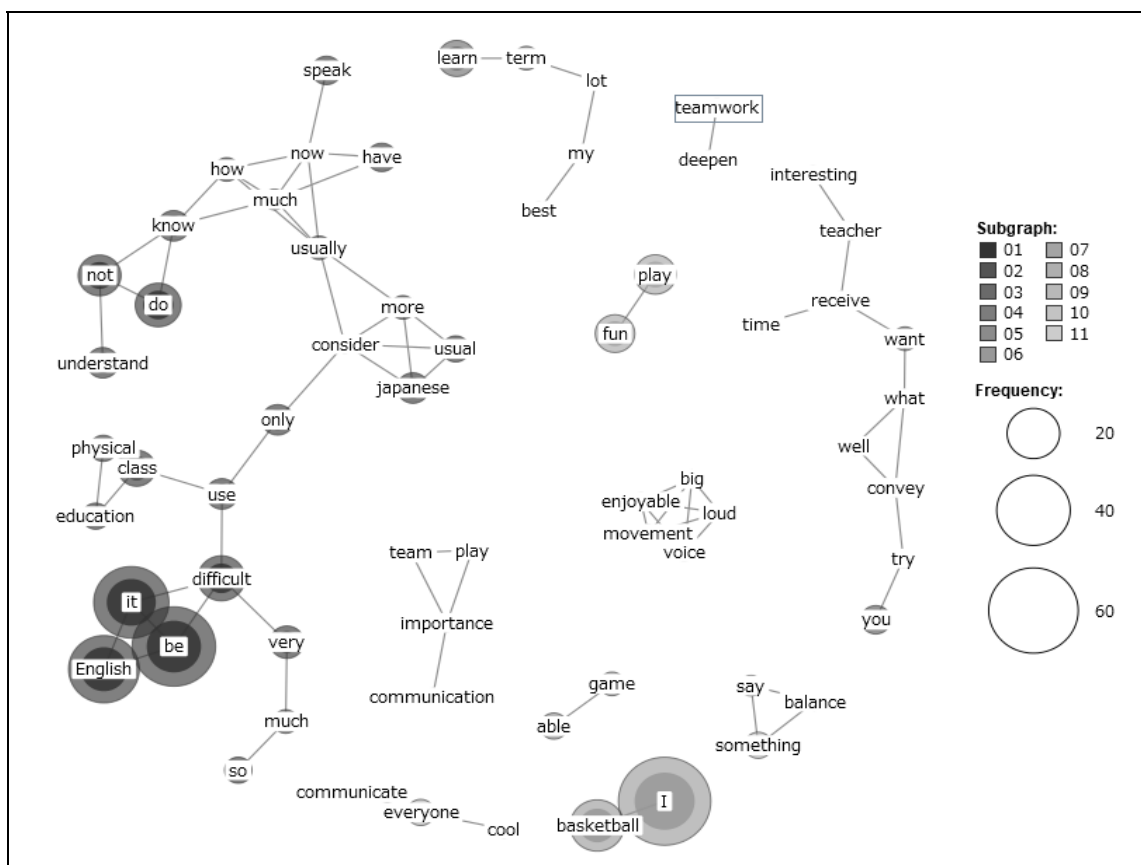 learn
term
speak
lot
teamwork
now
have
my
deepen
how
interesting
much
best
know
teacher
usually
Subgraph:
01 07
02 08
03 09
04 10
05 11
06
not
play
do
more
receive
time
fun
want
consider
usual
understand
japanese
Frequency:
what
only
20
physical
well
class
big
convey
use
enjoyable
loud
40
education
movement
voice
team
play
try
difficult
it
importance
60
you
be
very
English
game
say
communication
balance
able
much
something
so
communicate
I
everyone
basketball
cool